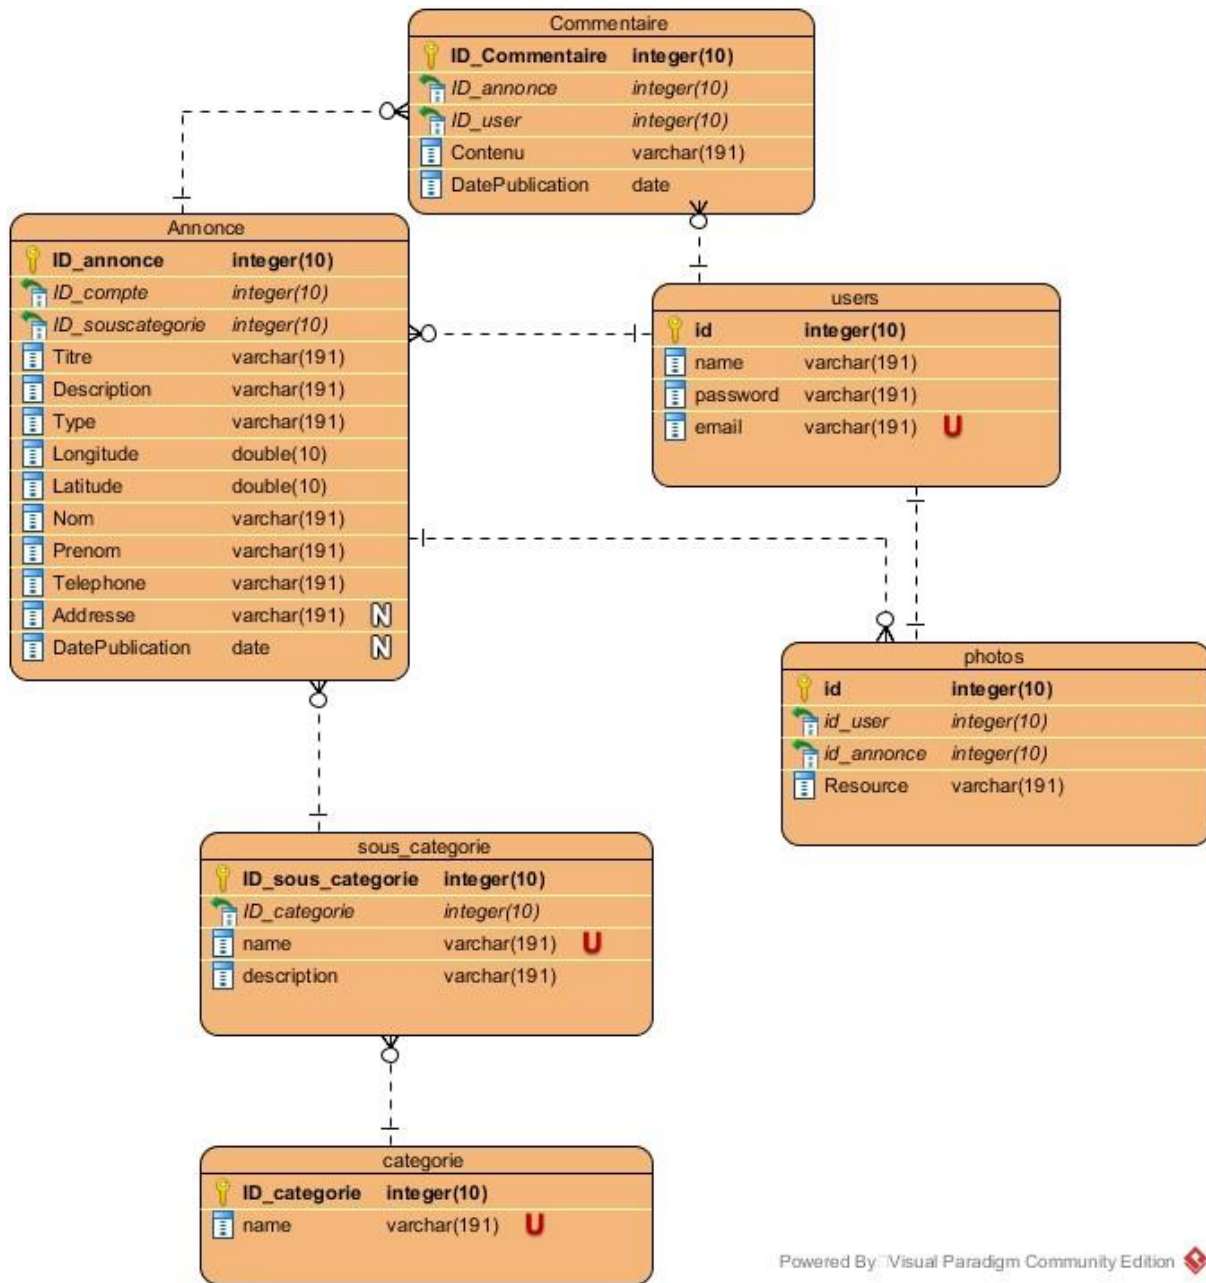 Commentaire
ID_Commentaire integer(10)
ID_annonce integer(10)
ID_user integer(10)
Contenu varchar(191)
DatePublication date
Annonce
ID_annonce integer(10)
ID_compte integer(10)
ID_souscategorie integer(10)
Titre varchar(191)
Description varchar(191)
Type varchar(191)
Longitude double(10)
Latitude double(10)
Nom varchar(191)
Prenom varchar(191)
Telephone varchar(191)
Addresse varchar(191) N
DatePublication date N
users
id integer(10)
name varchar(191)
password varchar(191)
email varchar(191) U
photos
id integer(10)
id_user integer(10)
id_annonce integer(10)
Resource varchar(191)
sous_categorie
ID_sous_categorie integer(10)
ID_categorie integer(10)
name varchar(191) U
description varchar(191)
categorie
ID_categorie integer(10)
name varchar(191) U
Powered By Visual Paradigm Community Edition